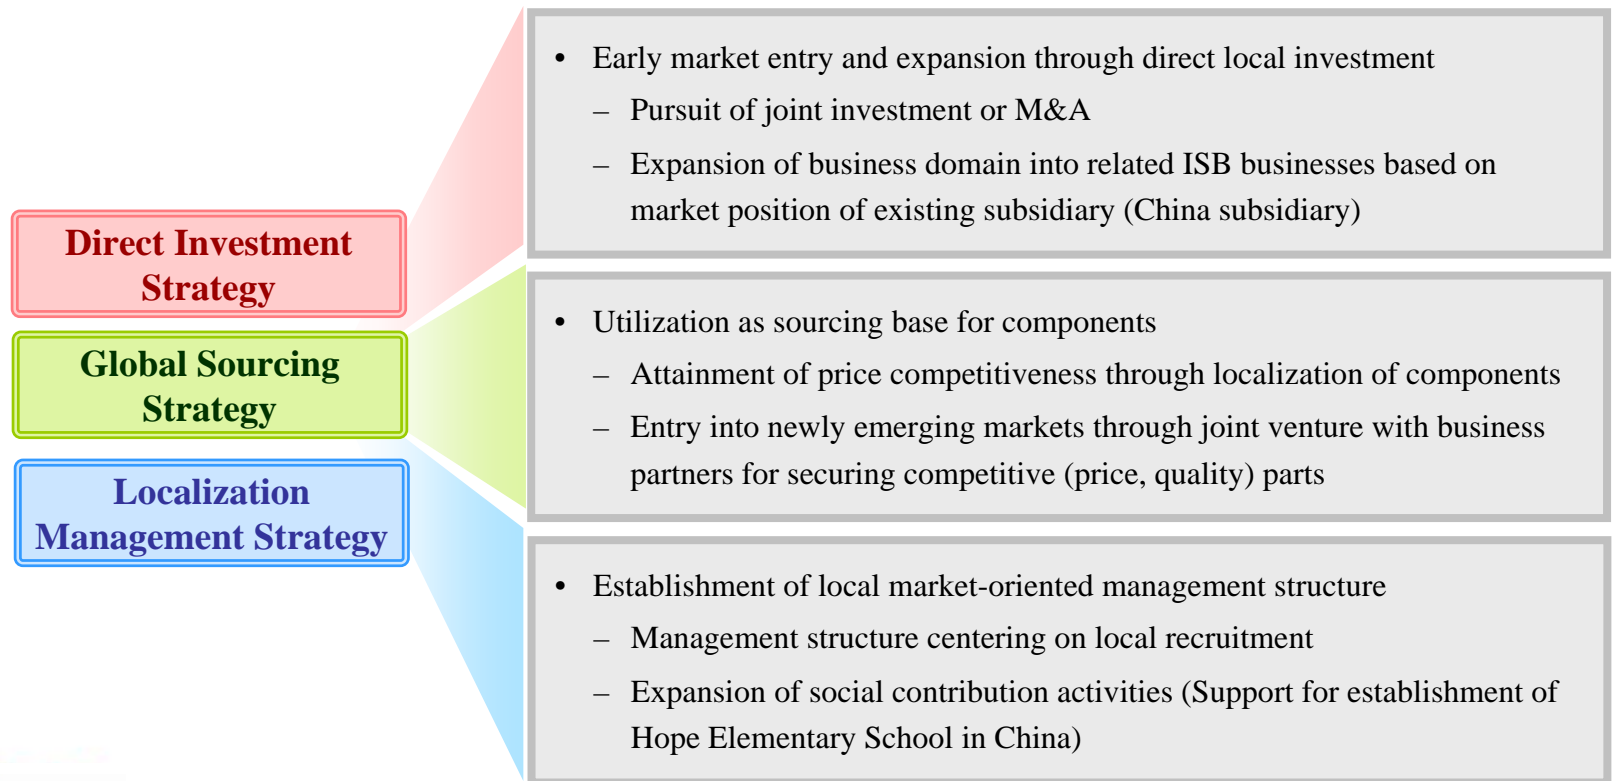 Direct Investment
Strategy
• Early market entry and expansion through direct local investment
– Pursuit of joint investment or M&A
– Expansion of business domain into related ISB businesses based on
market position of existing subsidiary (China subsidiary)
Global Sourcing
Strategy
• Utilization as sourcing base for components
– Attainment of price competitiveness through localization of components
– Entry into newly emerging markets through joint venture with business
partners for securing competitive (price, quality) parts
Localization
Management Strategy
• Establishment of local market-oriented management structure
– Management structure centering on local recruitment
– Expansion of social contribution activities (Support for establishment of
Hope Elementary School in China)